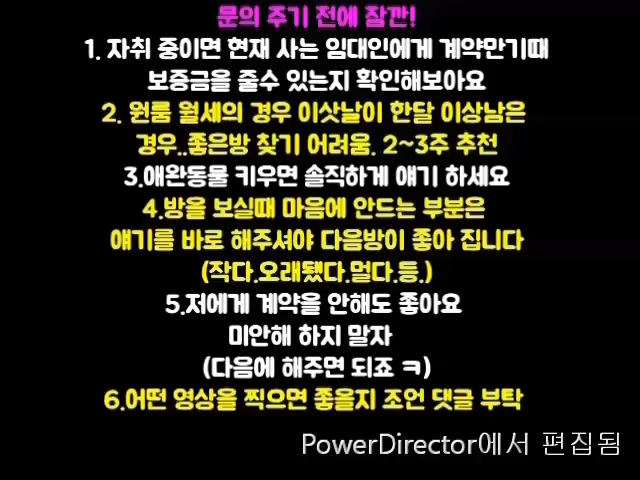 문의 주기 전에 잠깐!
1. 자취 중이면 현재 사는 임대인에게 계약만기때
보증금을 줄수 있는지 확인해보아요
2. 원룸 월세의 경우 이삿날이 한달 이상남은
경우..좋은방 찾기 어려움. 2~3주 추천
3.애완동물 키우면 솔직하게 얘기 하세요
4.방을 보실때 마음에 안드는 부분은
얘기를 바로 해주셔야 다음방이 좋아 집니다
(작다.오래됐다.멀다.등.)
5.저에게 계약을 안해도 좋아요
미안해 하지 말자
(다음에 해주면 되죠 ㅋ)
6.어떤 영상을 찍으면 좋을지 조언 댓글 부탁
PowerDirector에서 편집됨